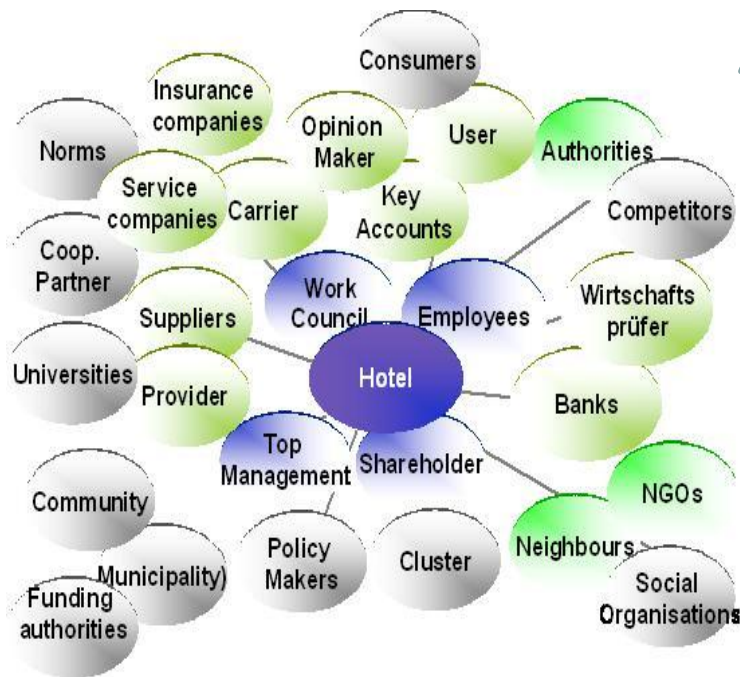 Consumers
Insurance
companies
Opinion
Maker
User
Norms
Authorities
Service
companies
Carrier
Key
Accounts
Competitors
Coop.
Partner
Work
Council
Employees
Wirtschafts
prüfer
Suppliers
Universities
Provider
Hotel
Banks
Top
Management
Shareholder
NGOs
Community
Neighbours
Policy
Makers
Cluster
Municipality)
Funding
authorities
Social
Organisations